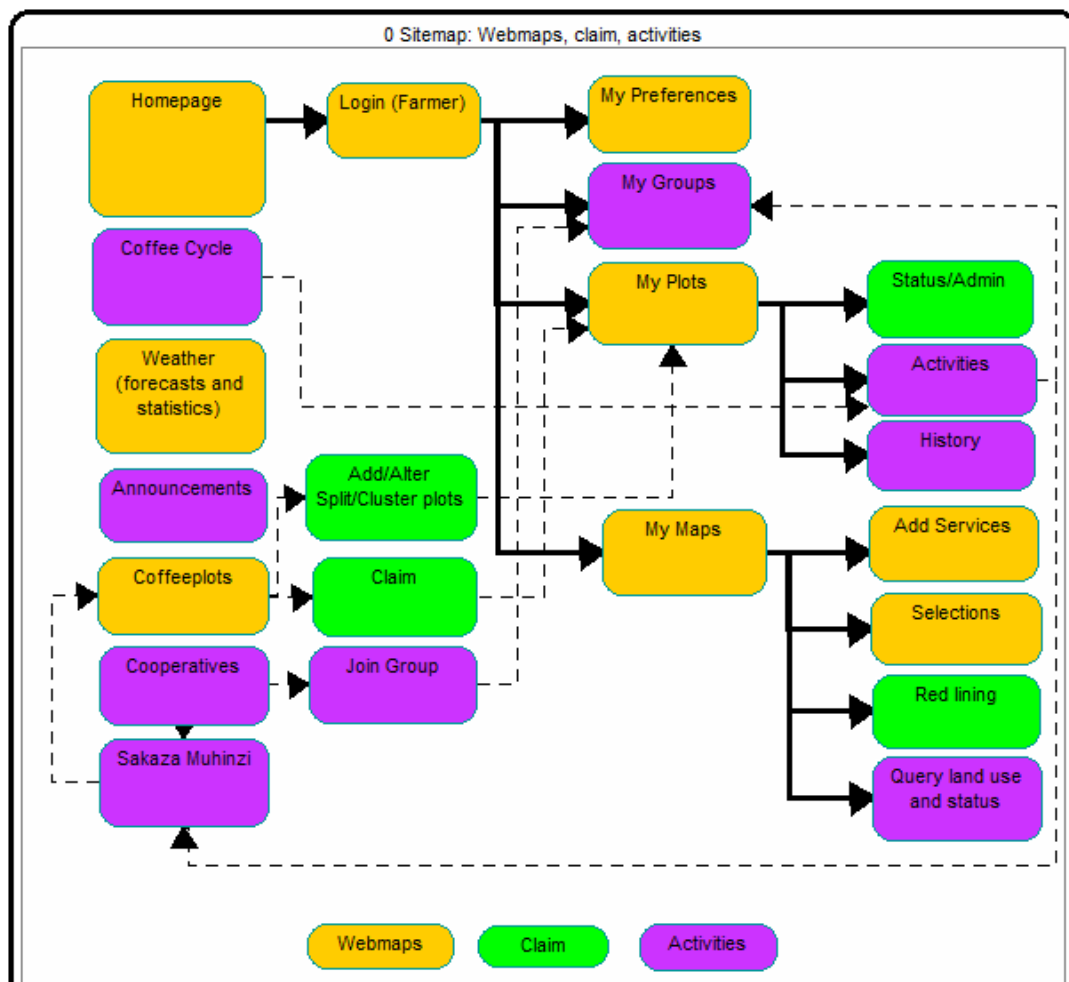 0 Sitemap: Webmaps, claim, activities
Homepage
Login (Farmer)
My Preferences
My Groups
Coffee Cycle
My Plots
Status/Admin
Weather
(forecasts and
statistics)
Activities
History
Announcements
Add/Alter
Split/Cluster plots
My Maps
Add Services
Coffeeplots
Claim
Selections
Cooperatives
Join Group
Red lining
Sakaza Muhinzi
Query land use
and status
Webmaps
Claim
Activities